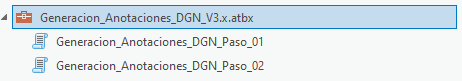 Generacion_Anotaciones_DGN_V3.x.atbx
Generacion_Anotaciones_DGN_Paso_01
Generacion_Anotaciones_DGN_Paso_02